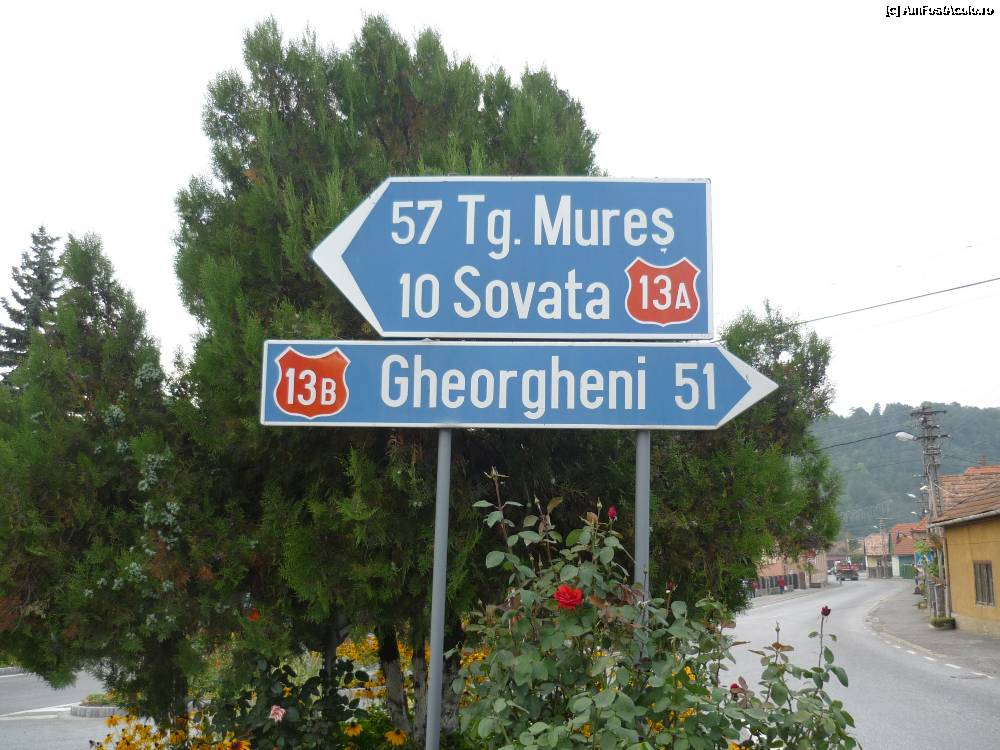 [c] AmFostAcolo.ro
57 Tg. Mureș
10 Sovata 13A
13B Gheorgheni 51